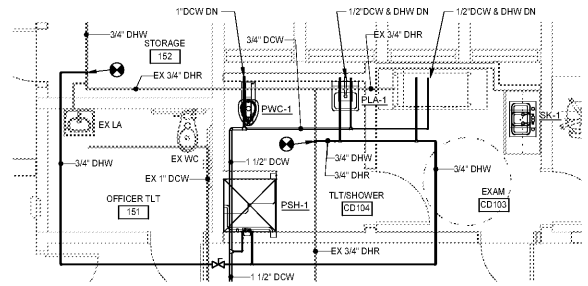 1"DCW DN
1/2"DCW & DHW DN
1/2"DCW & DHW DN
3/4" DHW
3/4" DCW
EX 3/4" DHR
STORAGE
152
EX 3/4" DHR
PWC-1
PLA-1
SK-1
EX LA
EX WC
3/4" DHW
1 1/2" DCW
3/4" DHW
3/4" DHW
3/4" DHR
EX 1" DCW
OFFICER TLT
151
PSH-1
TLT/SHOWER
CD104
EXAM
CD103
EX 3/4" DHR
1 1/2" DCW